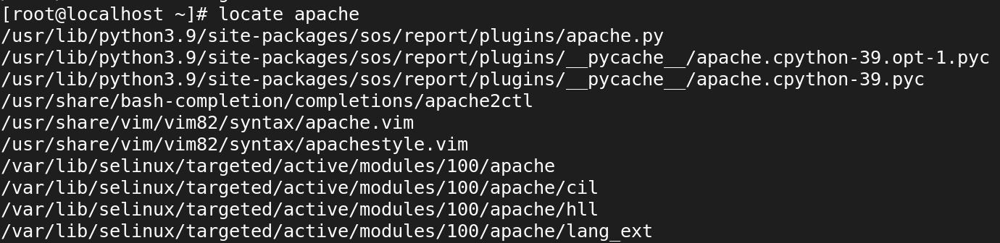 [root@localhost ~]# locate apache
/usr/lib/python3.9/site-packages/sos/report/plugins/apache.py
/usr/lib/python3.9/site-packages/sos/report/plugins/__pycache__/apache.cpython-39.opt-1.pyc
/usr/lib/python3.9/site-packages/sos/report/plugins/__pycache__/apache.cpython-39.pyc
/usr/share/bash-completion/completions/apache2ctl
/usr/share/vim/vim82/syntax/apache.vim
/usr/share/vim/vim82/syntax/apachestyle.vim
/var/lib/selinux/targeted/active/modules/100/apache
/var/lib/selinux/targeted/active/modules/100/apache/cil
/var/lib/selinux/targeted/active/modules/100/apache/hll
/var/lib/selinux/targeted/active/modules/100/apache/lang_ext